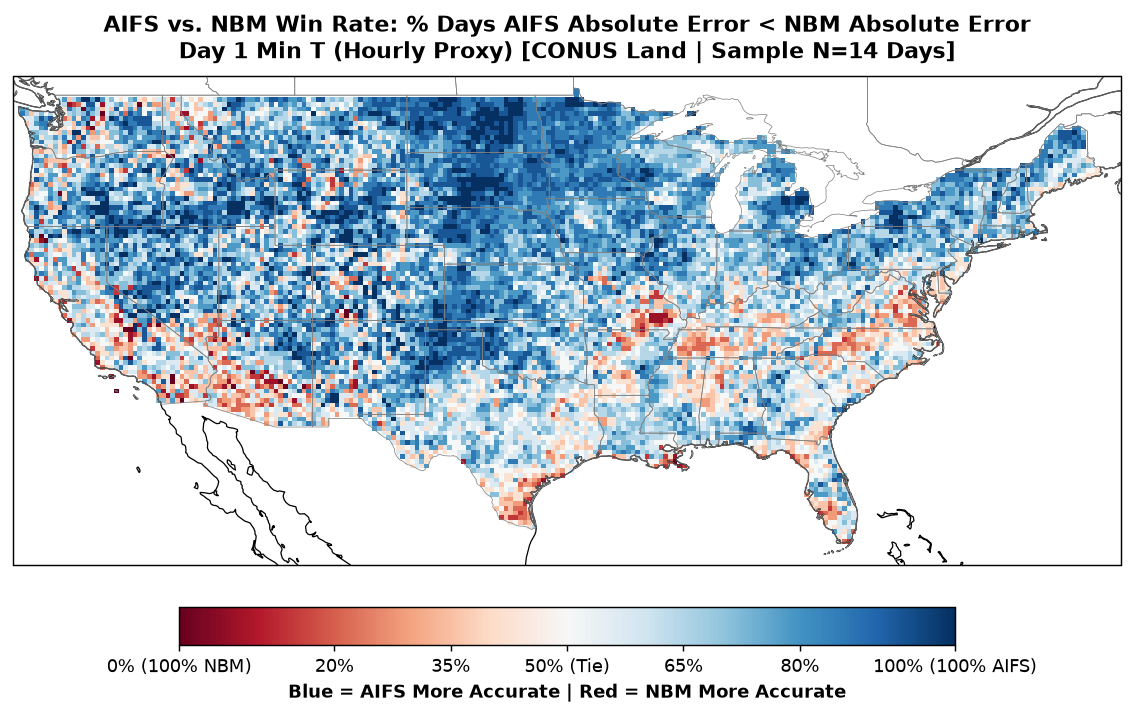 AIFS vs. NBM Win Rate: % Days AIFS Absolute Error < NBM Absolute Error
Day 1 Min T (Hourly Proxy) [CONUS Land | Sample N=14 Days]
0% (100% NBM) 20% 35% 50% (Tie) 65% 80% 100% (100% AIFS)
Blue = AIFS More Accurate | Red = NBM More Accurate